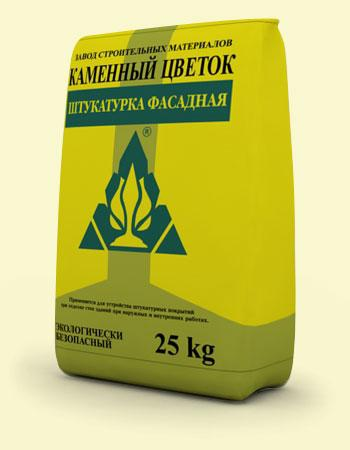 ЗАВОД СТРОИТЕЛЬНЫХ МАТЕРИАЛОВ
КАМЕННЫЙ ЦВЕТОК
ШТУКАТУРКА ФАСАДНАЯ
®
Применяется для устройства штукатурных покрытий
при отделке стен зданий при наружных и внутренних работах.
ЭКОЛОГИЧЕСКИ
БЕЗОПАСНЫЙ
25 kg